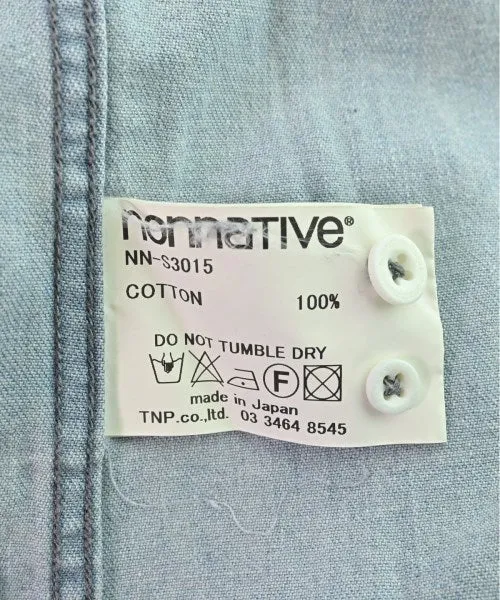 nonnative®
NN-S3015
COTTON 100%
DO NOT TUMBLE DRY
F
made in Japan
TNP.co.,ltd. 03 3464 8545